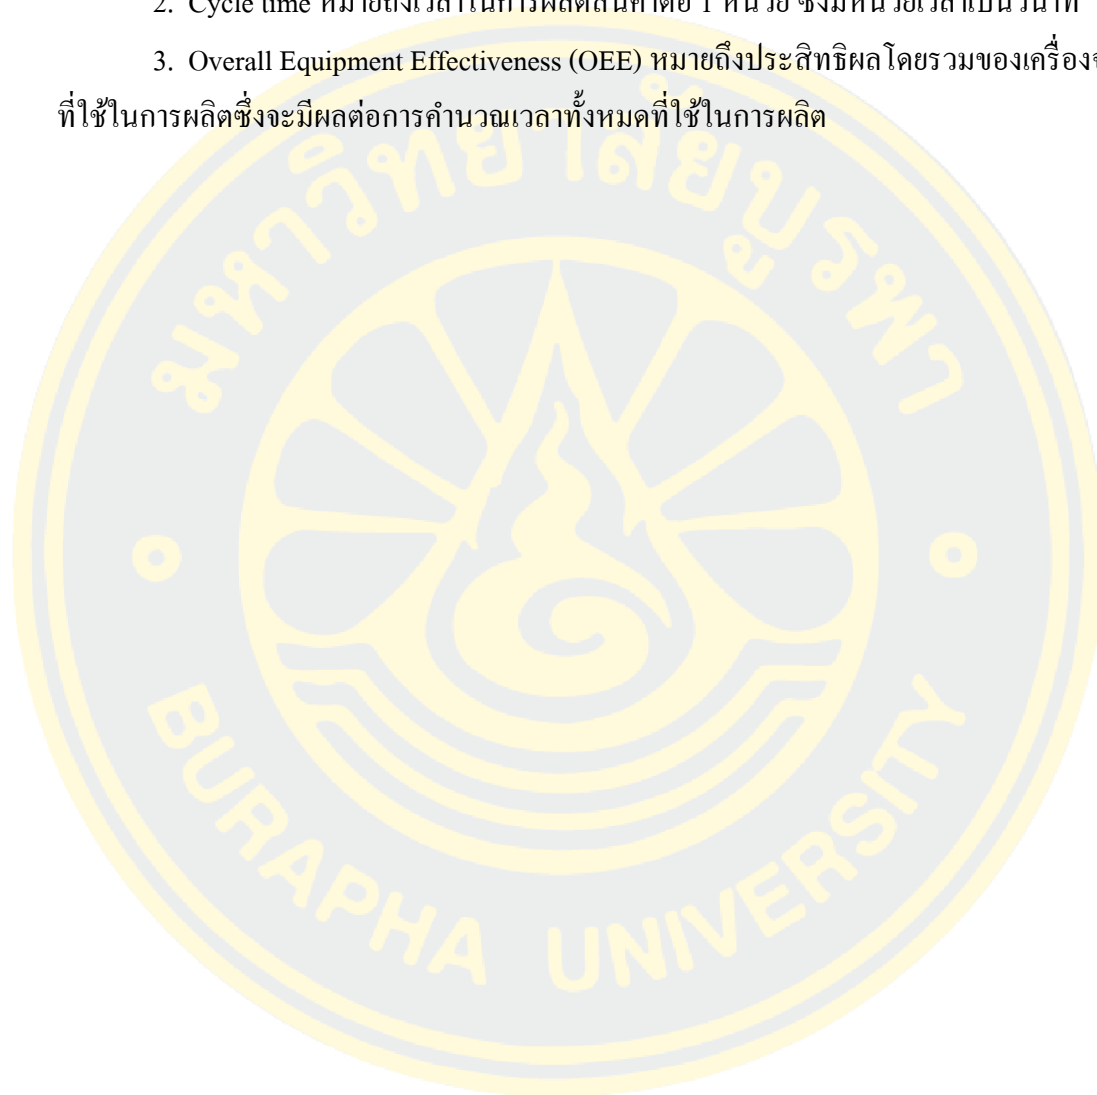 2. Cycle time หมายถึงเวลาในการผลิตสินค้าต่อ 1 หน่วย ซึ่งมีหน่วยเวลาเป็นวินาที
3. Overall Equipment Effectiveness (OEE) หมายถึงประสิทธิผลโดยรวมของเครื่อง
ที่ใช้ในการผลิตซึ่งจะมีผลต่อการคำนวณเวลาทั้งหมดที่ใช้ในการผลิต
มหาวิทยาลัยบูรพา
BURAPHA UNIVERSITY